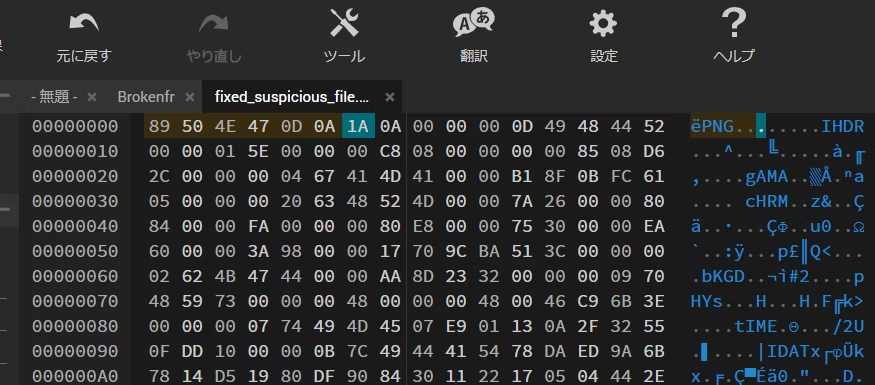 元に戻す やり直し ツール 翻訳 設定 ヘルプ
- 無題 - × Brokenfr × fixed_suspicious_file.... ×
00000000 89 50 4E 47 0D 0A 1A 0A 00 00 00 0D 49 48 44 52 ëPNG........IHDR
00000010 00 00 01 5E 00 00 00 C8 08 00 00 00 00 85 08 D6 ...^...╚.....à.╓
00000020 2C 00 00 00 04 67 41 4D 41 00 00 B1 8F 0B FC 61 ,....gAMA..▒Å.ⁿa
00000030 05 00 00 00 20 63 48 52 4D 00 00 7A 26 00 00 80 .... cHRM..z&..Ç
00000040 84 00 00 FA 00 00 00 80 E8 00 00 75 30 00 00 EA ä..·...ÇΦ..u0..Ω
00000050 60 00 00 3A 98 00 00 17 70 9C BA 51 3C 00 00 00 `..:ÿ...p£║Q<...
00000060 02 62 4B 47 44 00 00 AA 8D 23 32 00 00 00 09 70 .bKGD..¬ì#2....p
00000070 48 59 73 00 00 00 48 00 00 00 48 00 46 C9 6B 3E HYs...H...H.F╔k>
00000080 00 00 00 07 74 49 4D 45 07 E9 01 13 0A 2F 32 55 ....tIME.Θ.../2U
00000090 0F DD 10 00 00 0B 7C 49 44 41 54 78 DA ED 9A 6B .▌....|IDATx┌φÜk
000000A0 78 14 D5 19 80 DF 90 84 30 11 22 17 05 04 44 2E x.╒.Ç▀Éä0."...D.